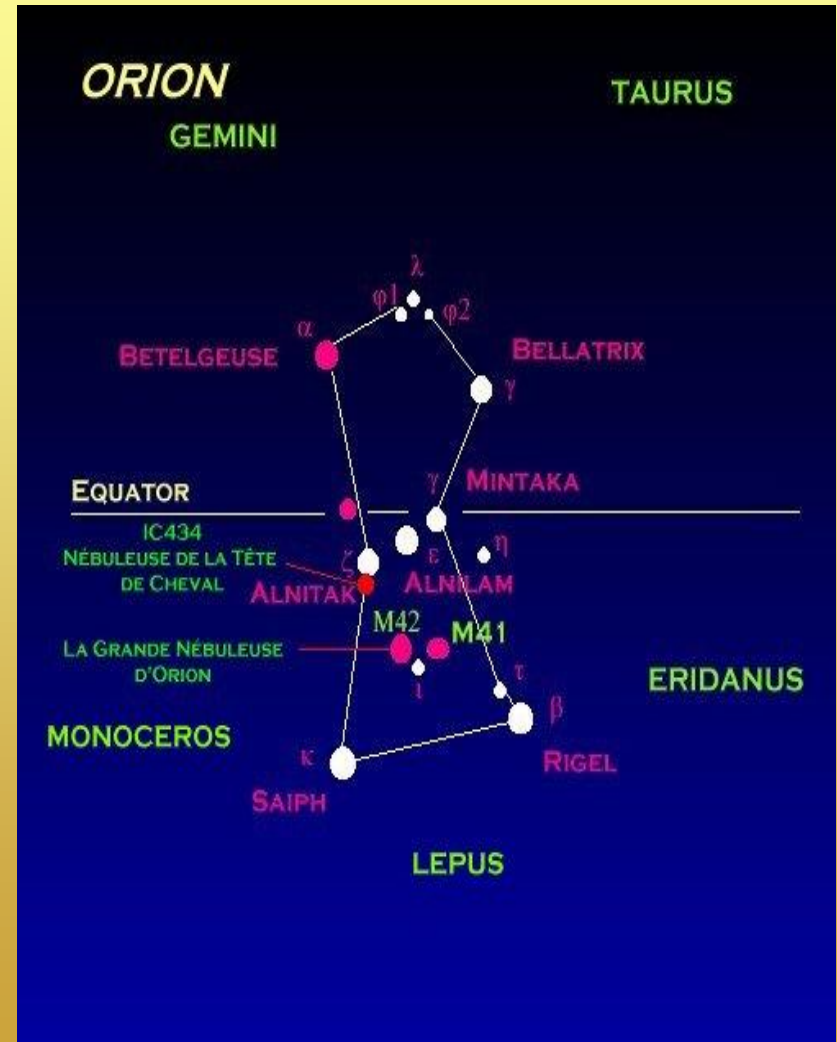 ORION
TAURUS
GEMINI
λ
φ1
φ2
α
BETELGEUSE
BELLATRIX
γ
γ
MINTAKA
EQUATOR
IC434
NÉBULEUSE DE LA TÊTE
DE CHEVAL
ζ
ε
η
ALNITAK
ALNILAM
M42
M41
LA GRANDE NÉBULEUSE
D'ORION
ι
τ
ERIDANUS
β
MONOCEROS
κ
RIGEL
SAIPH
LEPUS